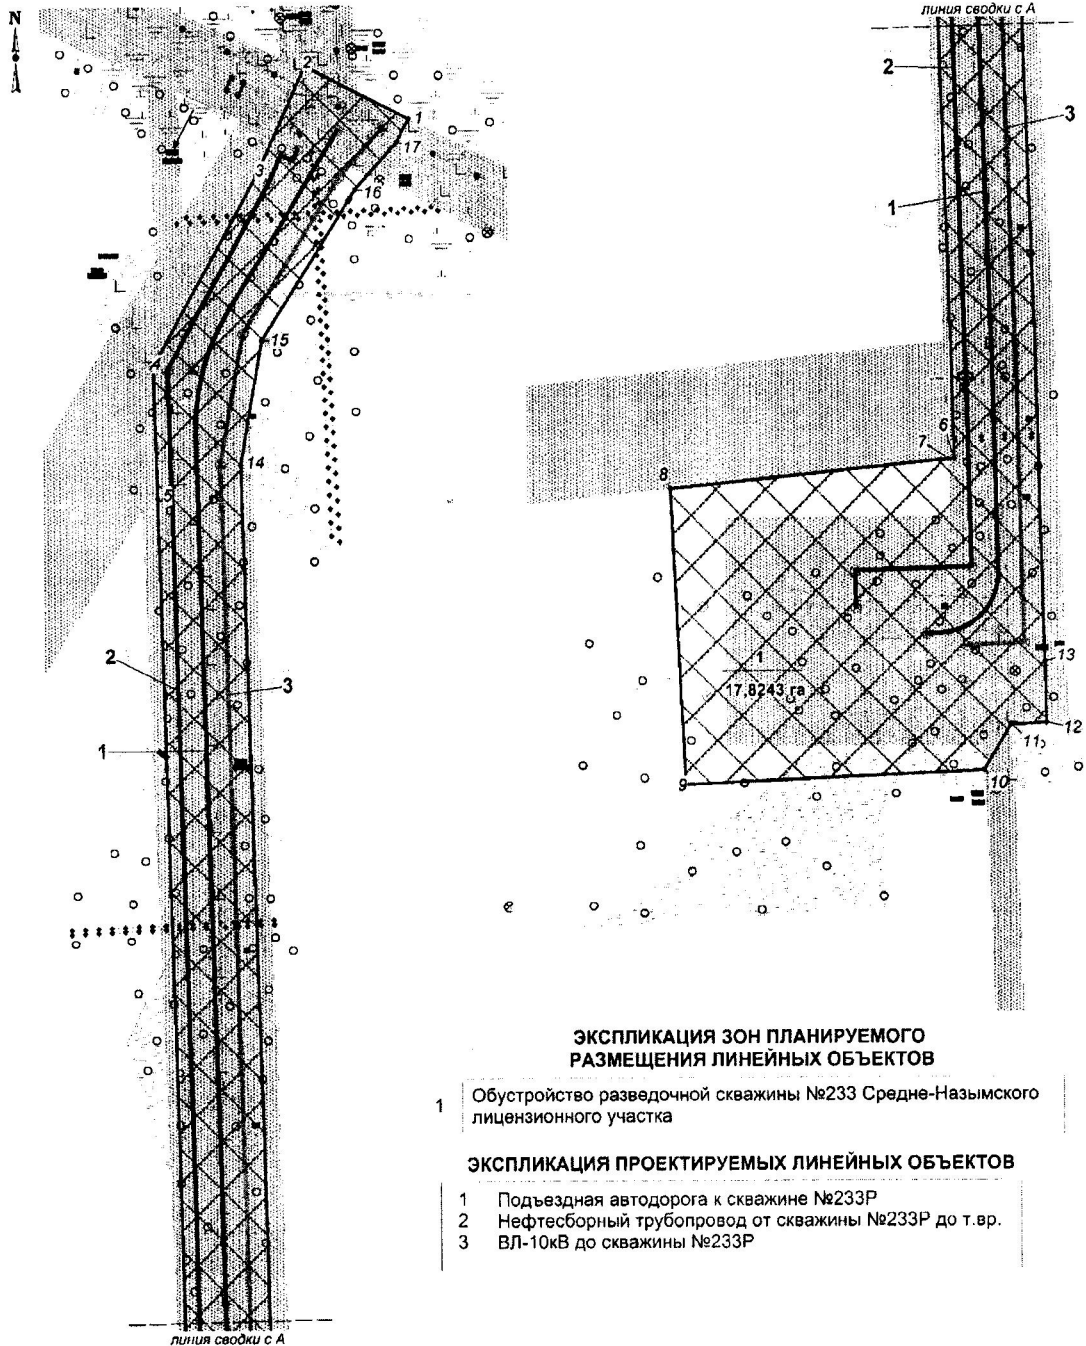 N
линия сводки с А
2
1
17
16
3
4
15
14
5
2
3
1
линия сводки с А
2
3
1
6
7
8
1
17,8243 га
13
12
11
10
9
ЭКСПЛИКАЦИЯ ЗОН ПЛАНИРУЕМОГО
РАЗМЕЩЕНИЯ ЛИНЕЙНЫХ ОБЪЕКТОВ
1 Обустройство разведочной скважины №233 Средне-Назымского
лицензионного участка
ЭКСПЛИКАЦИЯ ПРОЕКТИРУЕМЫХ ЛИНЕЙНЫХ ОБЪЕКТОВ
1 Подъездная автодорога к скважине №233Р
2 Нефтесборный трубопровод от скважины №233Р до т.вр.
3 ВЛ-10кВ до скважины №233Р